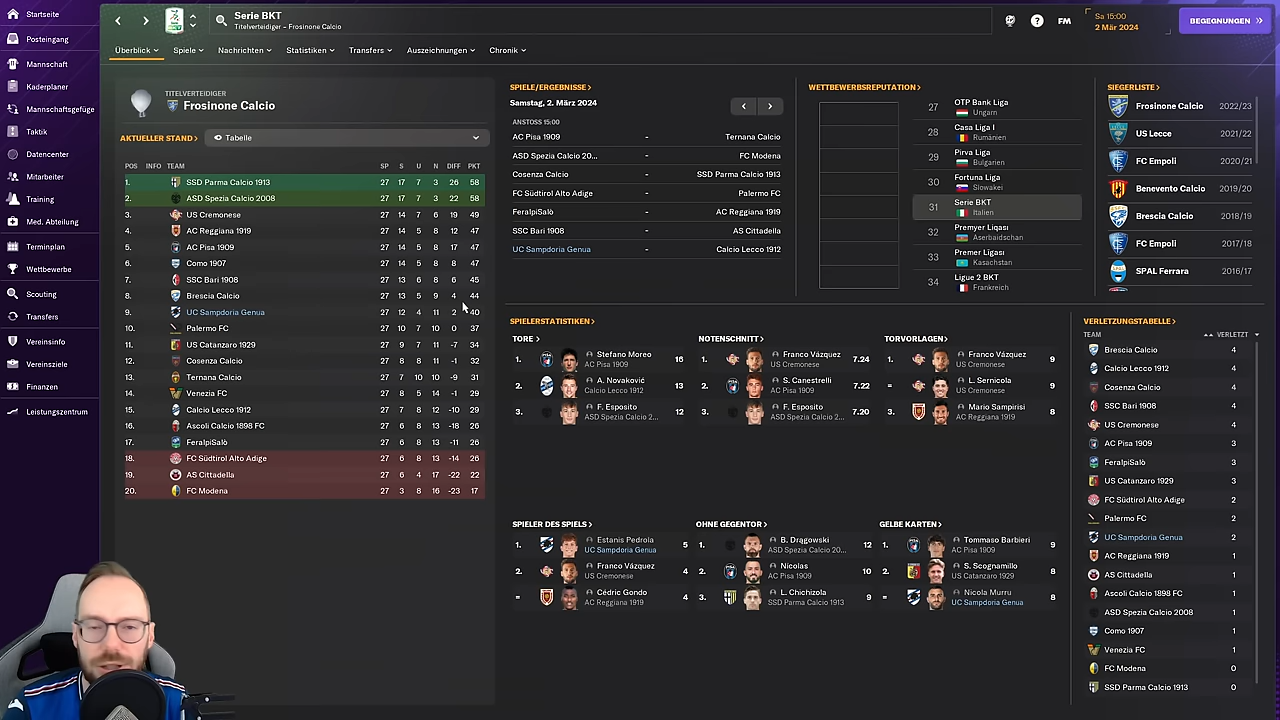 Startseite
Posteingang
Mannschaft
Kaderplaner
Mannschaftsgefüge
Taktik
Datencenter
Mitarbeiter
Training
Med. Abteilung
Terminplan
Wettbewerbe
Scouting
Transfers
Vereinsinfo
Vereinsziele
Finanzen
Leistungszentrum
Serie BKT
Titelverteidiger – Frosinone Calcio
?
FM
Sa 15:00
2 Mär 2024
BEGEGNUNGEN
Überblick Spiele Nachrichten Statistiken Transfers Auszeichnungen Chronik
TITELVERTEIDIGER
Frosinone Calcio
AKTUELLER STAND Tabelle
POS INFO TEAM SP S U N DIFF PKT
1. SSD Parma Calcio 1913 27 17 7 3 26 58
2. ASD Spezia Calcio 2008 27 17 7 3 22 58
3. US Cremonese 27 14 7 6 19 49
4. AC Reggiana 1919 27 14 5 8 12 47
5. AC Pisa 1909 27 14 5 8 17 47
6. Como 1907 27 14 5 8 8 47
7. SSC Bari 1908 27 13 6 8 6 45
8. Brescia Calcio 27 13 5 9 4 44
9. UC Sampdoria Genua 27 12 4 11 2 40
10. Palermo FC 27 10 7 10 0 37
11. US Catanzaro 1929 27 9 7 11 -7 34
12. Cosenza Calcio 27 8 8 11 -1 32
13. Ternana Calcio 27 7 10 10 -9 31
14. Venezia FC 27 8 5 14 -1 29
15. Calcio Lecco 1912 27 7 8 12 -10 29
16. Ascoli Calcio 1898 FC 27 6 8 13 -18 26
17. FeralpiSalò 27 6 8 13 -11 26
18. FC Südtirol Alto Adige 27 6 8 13 -14 26
19. AS Cittadella 27 6 4 17 -22 22
20. FC Modena 27 3 8 16 -23 17
SPIELE/ERGEBNISSE
Samstag, 2. März 2024
ANSTOSS 15:00
AC Pisa 1909 - Ternana Calcio
ASD Spezia Calcio 20... - FC Modena
Cosenza Calcio - SSD Parma Calcio 1913
FC Südtirol Alto Adige - Palermo FC
FeralpiSalò - AC Reggiana 1919
SSC Bari 1908 - AS Cittadella
UC Sampdoria Genua - Calcio Lecco 1912
WETTBEWERBSREPUTATION
27 OTP Bank Liga
Ungarn
28 Casa Liga I
Rumänien
29 Pirva Liga
Bulgarien
30 Fortuna Liga
Slowakei
31 Serie BKT
Italien
32 Premyer Liqası
Aserbaidschan
33 Premer Ligası
Kasachstan
34 Ligue 2 BKT
Frankreich
SIEGERLISTE
Frosinone Calcio 2022/23
US Lecce 2021/22
FC Empoli 2020/21
Benevento Calcio 2019/20
Brescia Calcio 2018/19
FC Empoli 2017/18
SPAL Ferrara 2016/17
SPIELERSTATISTIKEN
TORE
1. Stefano Moreo 16
AC Pisa 1909
2. A. Novaković 13
Calcio Lecco 1912
3. F. Esposito 12
ASD Spezia Calcio 2...
NOTENSCHNITT
1. Franco Vázquez 7.24
US Cremonese
2. S. Canestrelli 7.22
AC Pisa 1909
3. F. Esposito 7.20
ASD Spezia Calcio 2...
TORVORLAGEN
1. Franco Vázquez 9
US Cremonese
= L. Sernicola 9
US Cremonese
3. Mario Sampirisi 8
AC Reggiana 1919
SPIELER DES SPIELS
1. Estanis Pedrola 5
UC Sampdoria Genua
2. Franco Vázquez 4
US Cremonese
= Cédric Gondo 4
AC Reggiana 1919
OHNE GEGENTOR
1. B. Drągowski 12
ASD Spezia Calcio 20...
2. Nicolas 10
AC Pisa 1909
3. L. Chichizola 9
SSD Parma Calcio 1913
GELBE KARTEN
1. Tommaso Barbieri 9
AC Pisa 1909
2. S. Scognamillo 8
US Catanzaro 1929
= Nicola Murru 8
UC Sampdoria Genua
VERLETZUNGTABELLE
TEAM VERLETZT
Brescia Calcio 4
Calcio Lecco 1912 4
Cosenza Calcio 4
SSC Bari 1908 4
US Cremonese 4
AC Pisa 1909 3
FeralpiSalò 3
US Catanzaro 1929 3
FC Südtirol Alto Adige 2
Palermo FC 2
UC Sampdoria Genua 2
AC Reggiana 1919 1
AS Cittadella 1
Ascoli Calcio 1898 FC 1
ASD Spezia Calcio 2008 1
Como 1907 1
Venezia FC 1
FC Modena 0
SSD Parma Calcio 1913 0